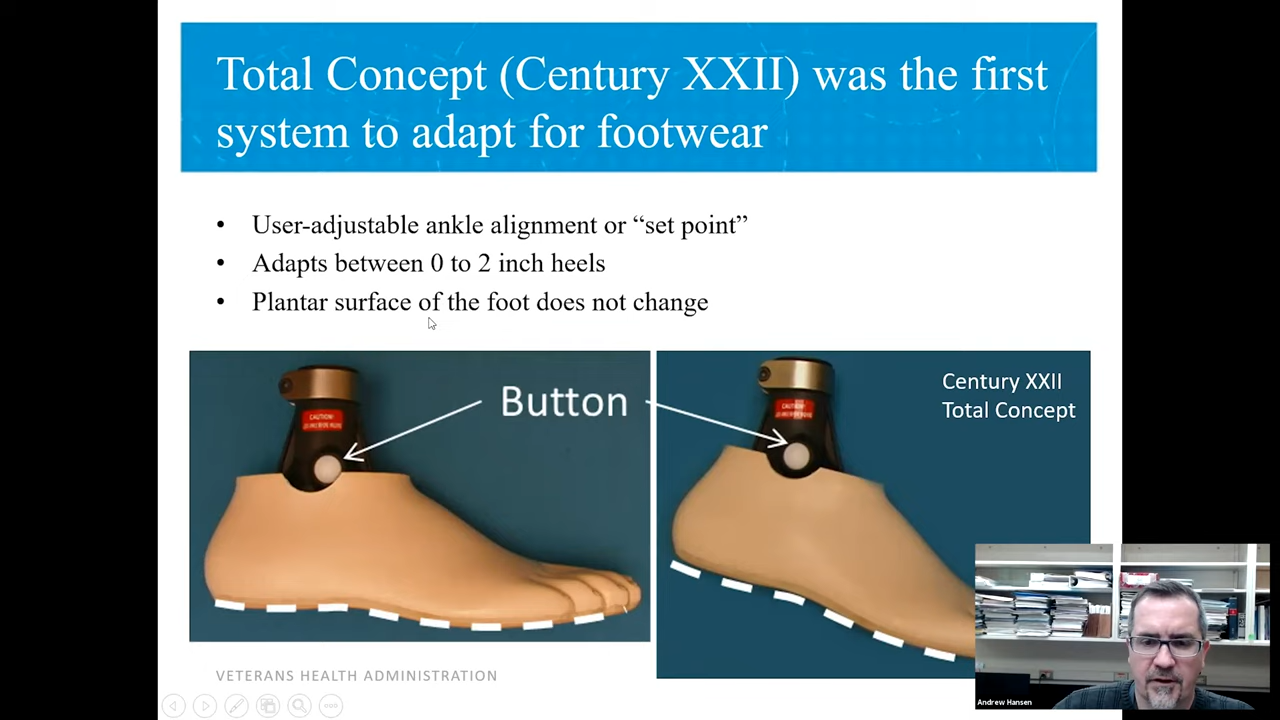 Total Concept (Century XXII) was the first
system to adapt for footwear
• User-adjustable ankle alignment or “set point”
• Adapts between 0 to 2 inch heels
• Plantar surface of the foot does not change
Button
Century XXII
Total Concept
CAUTION!
CAUTION!
VETERANS HEALTH ADMINISTRATION
Andrew Hansen